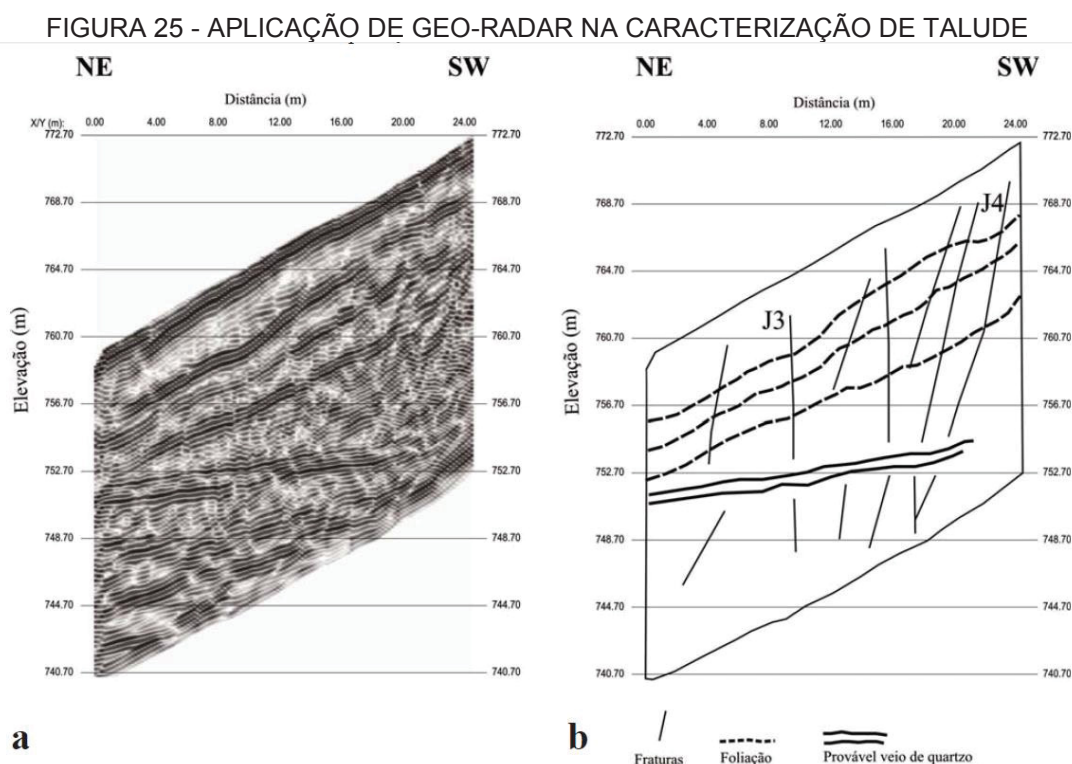 FIGURA 25 - APLICAÇÃO DE GEO-RADAR NA CARACTERIZAÇÃO DE TALUDE
NE SW
Distância (m)
X/Y (m): 0.00 4.00 8.00 12.00 16.00 20.00 24.00
772.70 772.70
768.70 768.70
764.70 764.70
760.70 760.70
756.70 756.70
752.70 752.70
748.70 748.70
744.70 744.70
740.70 740.70
Elevação (m)
a
NE SW
Distância (m)
0.00 4.00 8.00 12.00 16.00 20.00 24.00
772.70 772.70
768.70 768.70
764.70 764.70
760.70 760.70
756.70 756.70
752.70 752.70
748.70 748.70
744.70 744.70
740.70 740.70
Elevação (m)
J4
J3
b
Fraturas Foliação Provável veio de quartzo